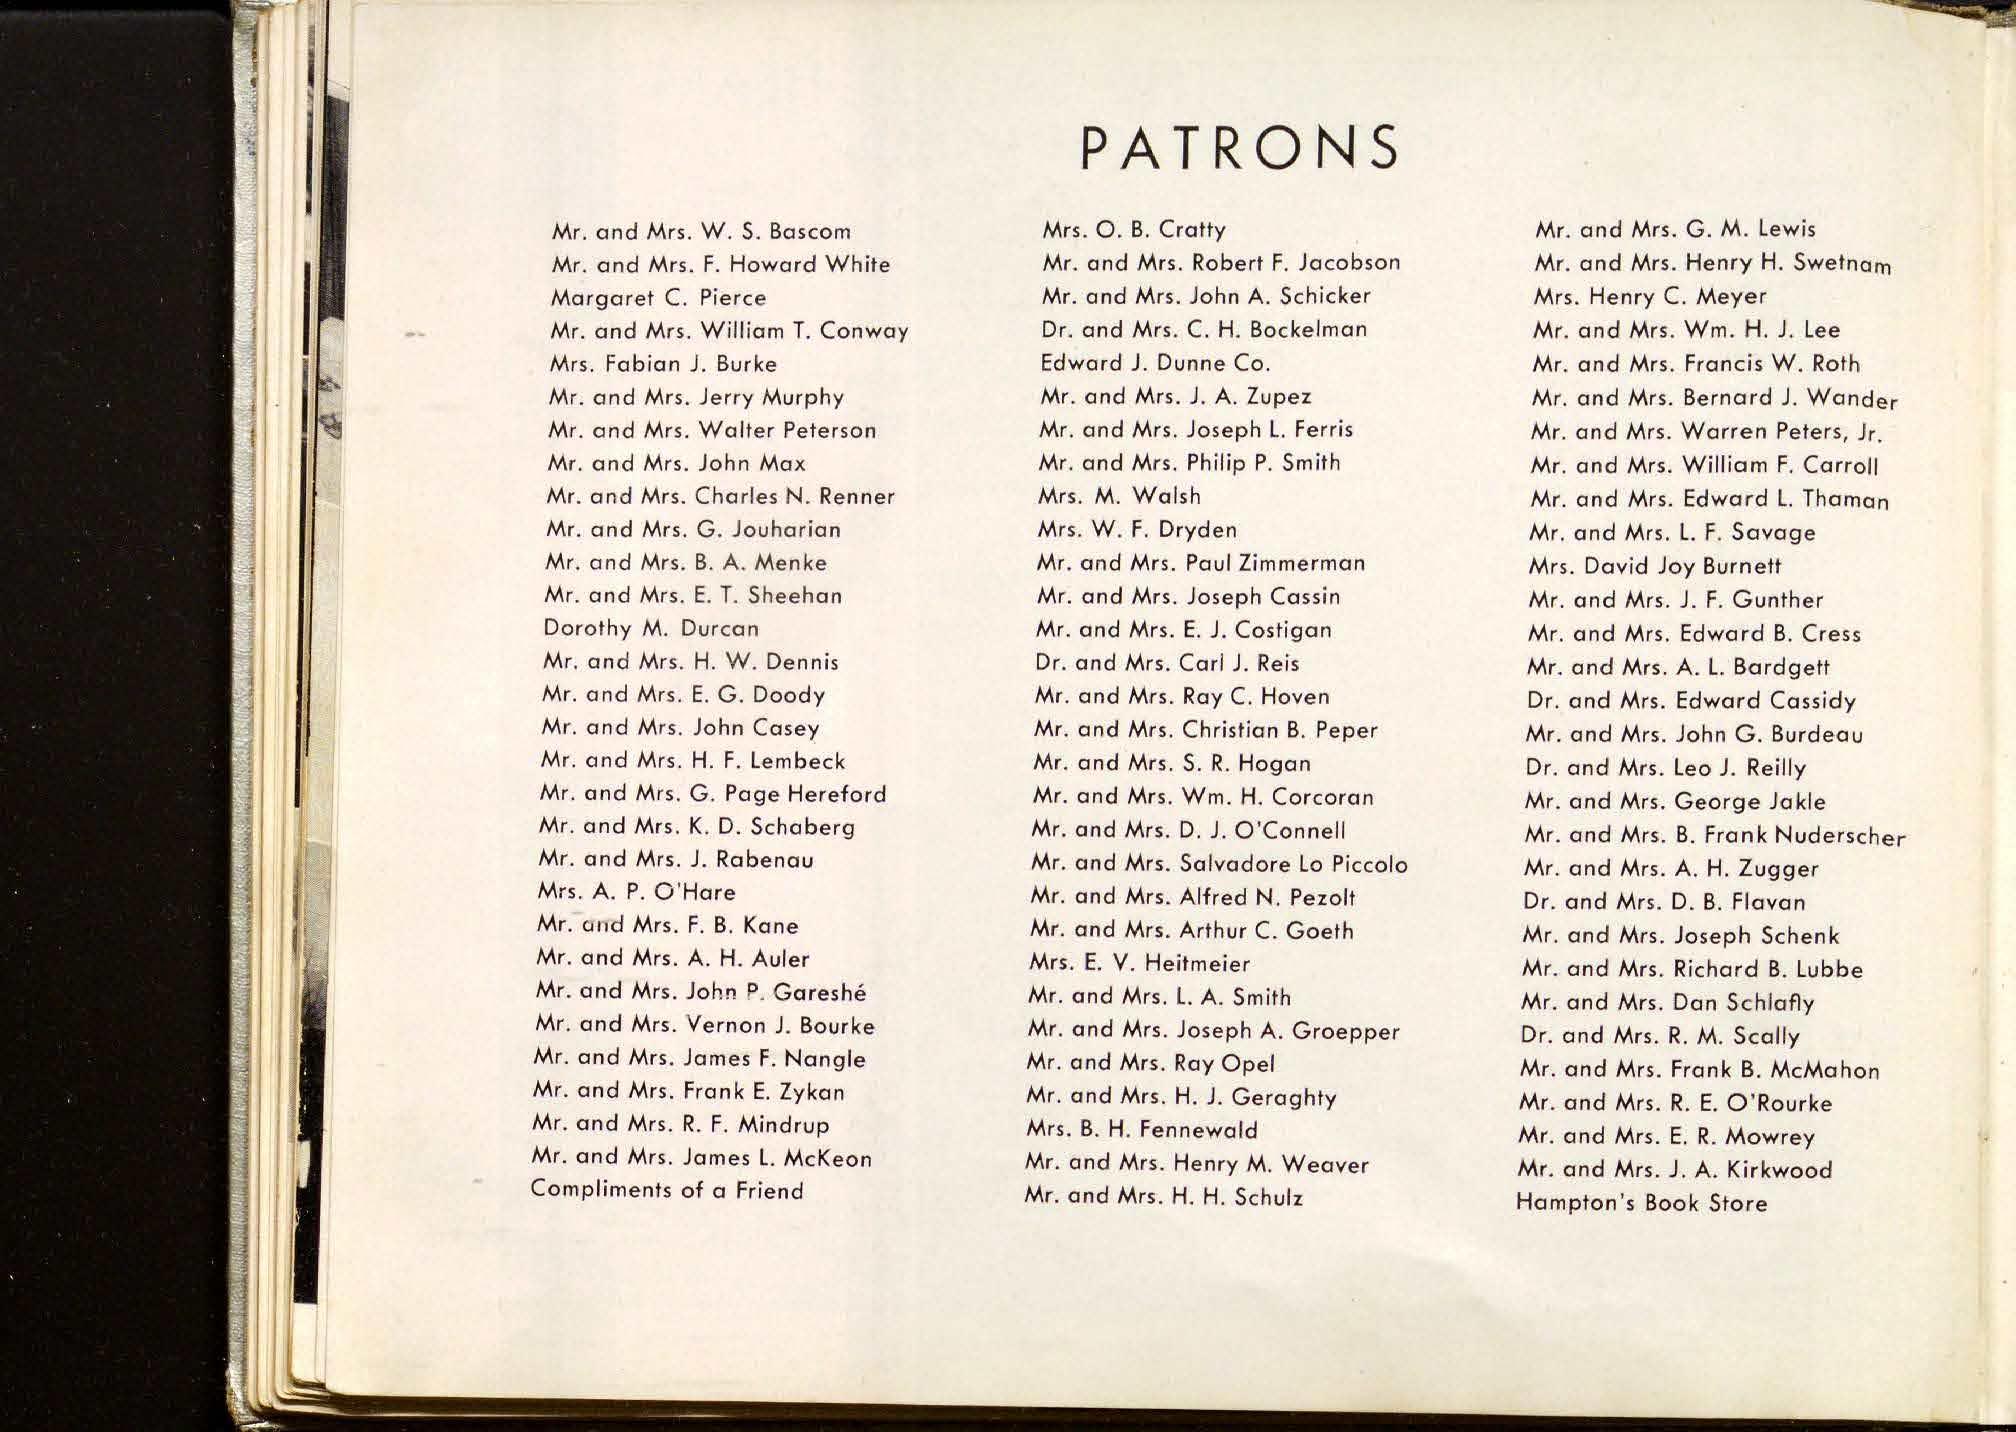 PATRONS
Mr. and Mrs. W. S. Bascom
Mr. and Mrs. F. Howard White
Margaret C. Pierce
Mr. and Mrs. William T. Conway
Mrs. Fabian J. Burke
Mr. and Mrs. Jerry Murphy
Mr. and Mrs. Walter Peterson
Mr. and Mrs. John Max
Mr. and Mrs. Charles N. Renner
Mr. and Mrs. G. Jouharian
Mr. and Mrs. B. A. Menke
Mr. and Mrs. E. T. Sheehan
Dorothy M. Durcan
Mr. and Mrs. H. W. Dennis
Mr. and Mrs. E. G. Doody
Mr. and Mrs. John Casey
Mr. and Mrs. H. F. Lembeck
Mr. and Mrs. G. Page Hereford
Mr. and Mrs. K. D. Schaberg
Mr. and Mrs. J. Rabenau
Mrs. A. P. O'Hare
Mr. and Mrs. F. B. Kane
Mr. and Mrs. A. H. Auler
Mr. and Mrs. John P. Gareshé
Mr. and Mrs. Vernon J. Bourke
Mr. and Mrs. James F. Nangle
Mr. and Mrs. Frank E. Zykan
Mr. and Mrs. R. F. Mindrup
Mr. and Mrs. James L. McKeon
Compliments of a Friend
Mrs. O. B. Cratty
Mr. and Mrs. Robert F. Jacobson
Mr. and Mrs. John A. Schicker
Dr. and Mrs. C. H. Bockelman
Edward J. Dunne Co.
Mr. and Mrs. J. A. Zupez
Mr. and Mrs. Joseph L. Ferris
Mr. and Mrs. Philip P. Smith
Mrs. M. Walsh
Mrs. W. F. Dryden
Mr. and Mrs. Paul Zimmerman
Mr. and Mrs. Joseph Cassin
Mr. and Mrs. E. J. Costigan
Dr. and Mrs. Carl J. Reis
Mr. and Mrs. Ray C. Hoven
Mr. and Mrs. Christian B. Peper
Mr. and Mrs. S. R. Hogan
Mr. and Mrs. Wm. H. Corcoran
Mr. and Mrs. D. J. O'Connell
Mr. and Mrs. Salvadore Lo Piccolo
Mr. and Mrs. Alfred N. Pezolt
Mr. and Mrs. Arthur C. Goeth
Mrs. E. V. Heitmeier
Mr. and Mrs. L. A. Smith
Mr. and Mrs. Joseph A. Groepper
Mr. and Mrs. Ray Opel
Mr. and Mrs. H. J. Geraghty
Mrs. B. H. Fennewald
Mr. and Mrs. Henry M. Weaver
Mr. and Mrs. H. H. Schulz
Mr. and Mrs. G. M. Lewis
Mr. and Mrs. Henry H. Swetnam
Mrs. Henry C. Meyer
Mr. and Mrs. Wm. H. J. Lee
Mr. and Mrs. Francis W. Roth
Mr. and Mrs. Bernard J. Wander
Mr. and Mrs. Warren Peters, Jr.
Mr. and Mrs. William F. Carroll
Mr. and Mrs. Edward L. Thaman
Mr. and Mrs. L. F. Savage
Mrs. David Joy Burnett
Mr. and Mrs. J. F. Gunther
Mr. and Mrs. Edward B. Cress
Mr. and Mrs. A. L. Bardgett
Dr. and Mrs. Edward Cassidy
Mr. and Mrs. John G. Burdeau
Dr. and Mrs. Leo J. Reilly
Mr. and Mrs. George Jakle
Mr. and Mrs. B. Frank Nuderscher
Mr. and Mrs. A. H. Zugger
Dr. and Mrs. D. B. Flavan
Mr. and Mrs. Joseph Schenk
Mr. and Mrs. Richard B. Lubbe
Mr. and Mrs. Dan Schlafly
Dr. and Mrs. R. M. Scally
Mr. and Mrs. Frank B. McMahon
Mr. and Mrs. R. E. O'Rourke
Mr. and Mrs. E. R. Mowrey
Mr. and Mrs. J. A. Kirkwood
Hampton's Book Store